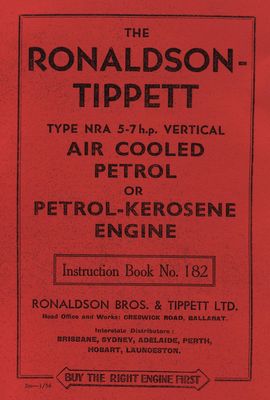 THE
RONALDSON-
TIPPETT
TYPE NRA 5-7 h.p. VERTICAL
AIR COOLED
PETROL
OR
PETROL-KEROSENE
ENGINE
Instruction Book No. 182
RONALDSON BROS. & TIPPETT LTD.
Head Office and Works: CRESWICK ROAD, BALLARAT.
Interstate Distributors:
BRISBANE, SYDNEY, ADELAIDE, PERTH,
HOBART, LAUNCESTON.
BUY THE RIGHT ENGINE FIRST